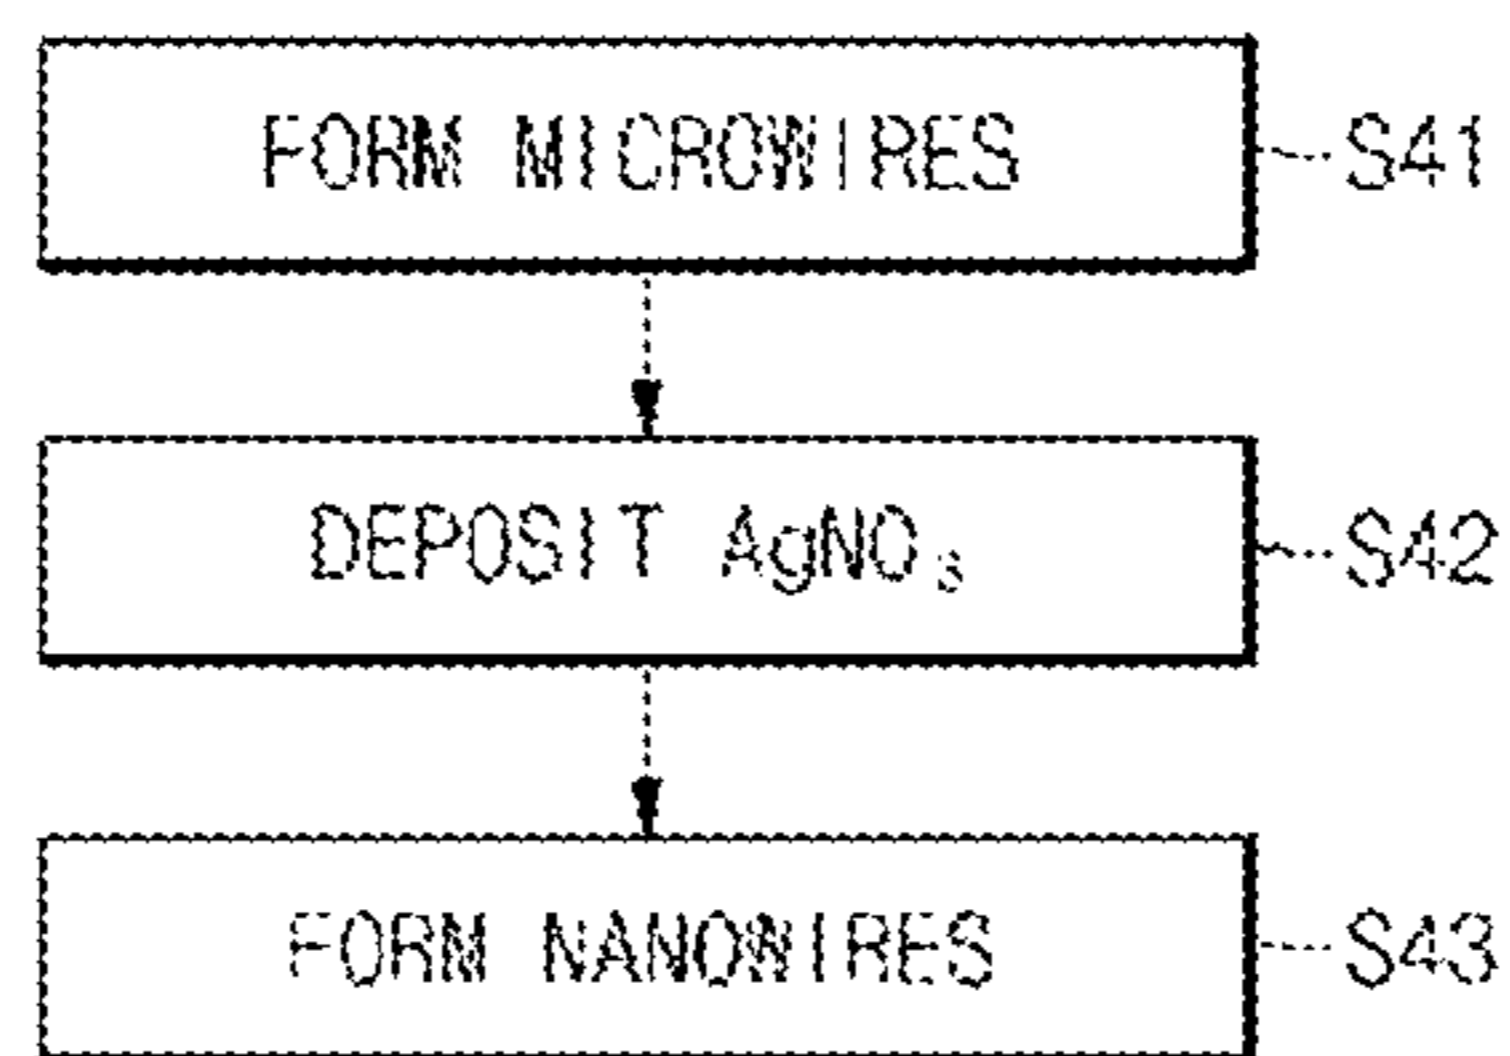 FORM MICROWIRES
S41
DEPOSIT AgNO₃
S42
FORM NANOWIRES
S43